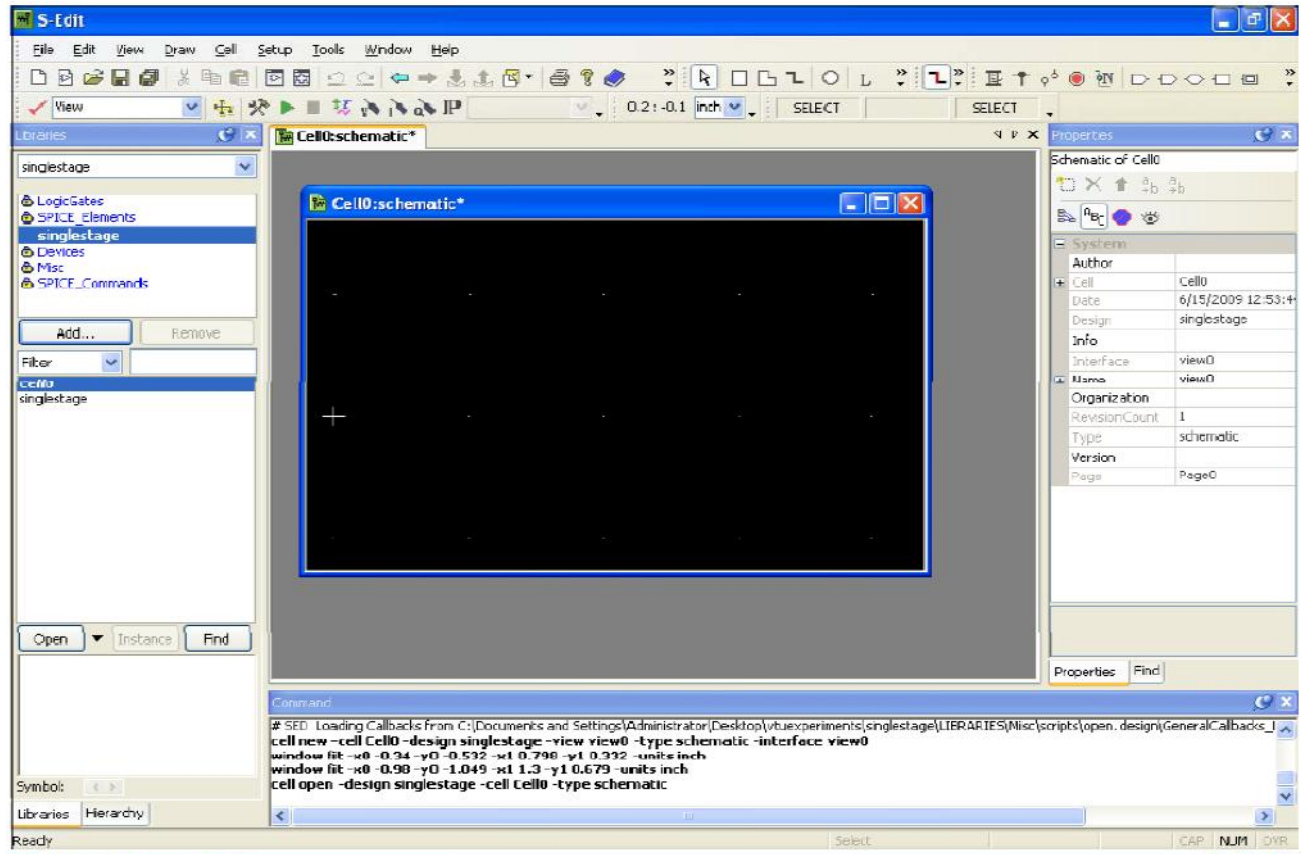 S-Edit
File Edit View Draw Cell Setup Tools Window Help
View
0.2:-0.1 inch SELECT SELECT
Libraries
singlestage
LogicGates
SPICE_Elements
singlestage
Devices
Misc
SPICE_Commands
Add... Remove
Filter
Cell0
singlestage
Open Instance Find
Symbol:
Libraries Hierarchy
Cell0:schematic*
Cell0:schematic*
Properties
Schematic of Cell0
System
Author
Cell Cell0
Date 6/15/2009 12:53:4
Design singlestage
Info
Interface view0
Name view0
Organization
RevisionCount 1
Type schematic
Version
Page Page0
Properties Find
Command
# SED Loading Callbacks from C:\Documents and Settings\Administrator\Desktop\vtuexperiments\singlestage\LIBRARIES\Misc\scripts\open.design\GeneralCallbacks_
cell new -cell Cell0 -design singlestage -view view0 -type schematic -interface view0
window fit -x0 -0.34 -y0 -0.532 -x1 0.798 -y1 0.332 -units inch
window fit -x0 -0.98 -y0 -1.049 -x1 1.3 -y1 0.679 -units inch
cell open -design singlestage -cell Cell0 -type schematic
Ready Select CAP NUM OVR